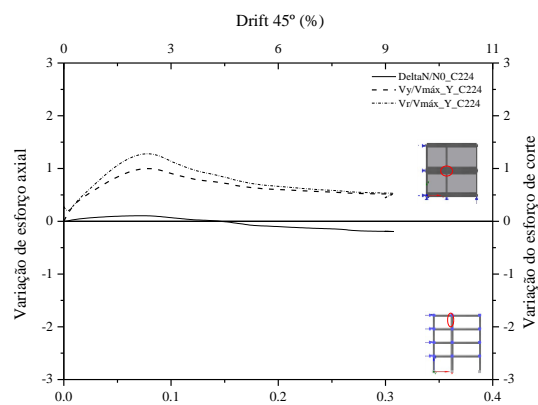 Drift 45º (%)
0 3 6 9 11
3 3
DeltaN/N0_C224
Vy/Vmáx_Y_C224
Vr/Vmáx_Y_C224
2 2
1 1
0 0
-1 -1
-2 -2
-3 -3
Variação de esforço axial
Variação do esforço de corte
0.0 0.1 0.2 0.3 0.4